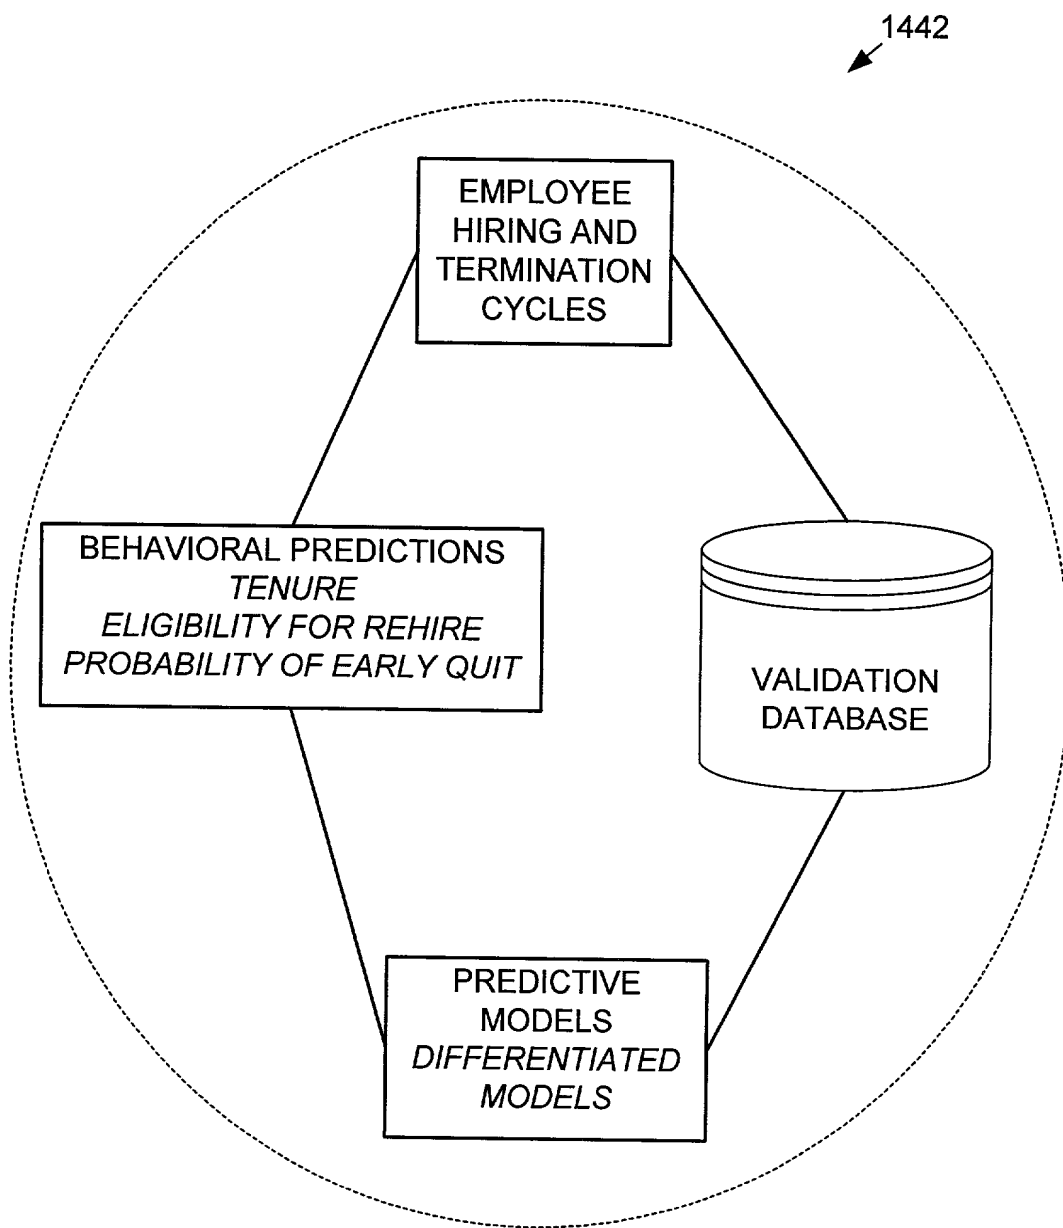 1442
EMPLOYEE
HIRING AND
TERMINATION
CYCLES
BEHAVIORAL PREDICTIONS
TENURE
ELIGIBILITY FOR REHIRE
PROBABILITY OF EARLY QUIT
VALIDATION
DATABASE
PREDICTIVE
MODELS
DIFFERENTIATED
MODELS